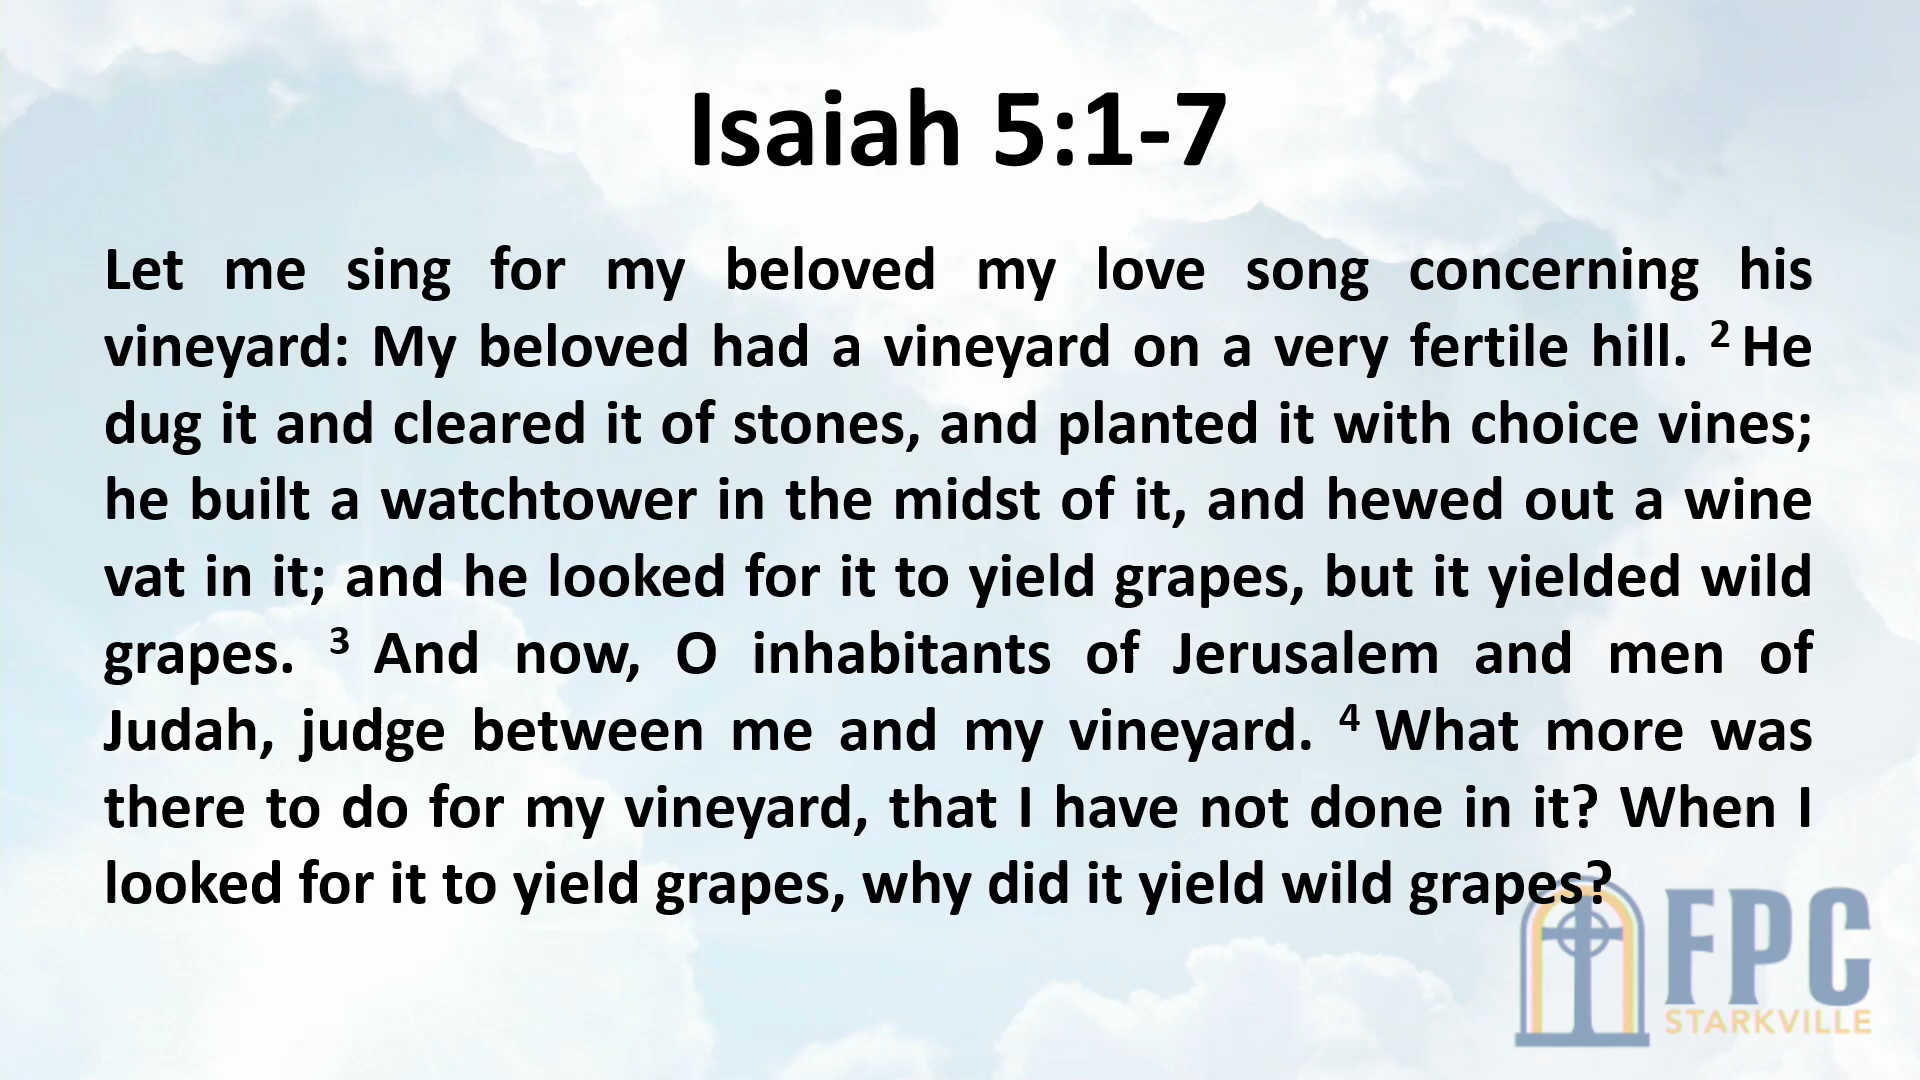 Isaiah 5:1-7
Let me sing for my beloved my love song concerning his
vineyard: My beloved had a vineyard on a very fertile hill. ² He
dug it and cleared it of stones, and planted it with choice vines;
he built a watchtower in the midst of it, and hewed out a wine
vat in it; and he looked for it to yield grapes, but it yielded wild
grapes. ³ And now, O inhabitants of Jerusalem and men of
Judah, judge between me and my vineyard. ⁴ What more was
there to do for my vineyard, that I have not done in it? When I
looked for it to yield grapes, why did it yield wild grapes?
FPC
STARKVILLE